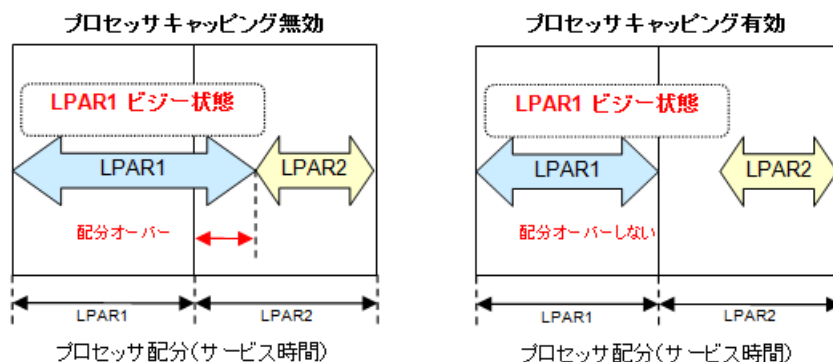 プロセッサキャッピング無効
LPAR1 ビジー状態
LPAR1
LPAR2
配分オーバー
LPAR1
LPAR2
プロセッサ配分(サービス時間)
プロセッサキャッピング有効
LPAR1 ビジー状態
LPAR1
LPAR2
配分オーバーしない
LPAR1
LPAR2
プロセッサ配分(サービス時間)